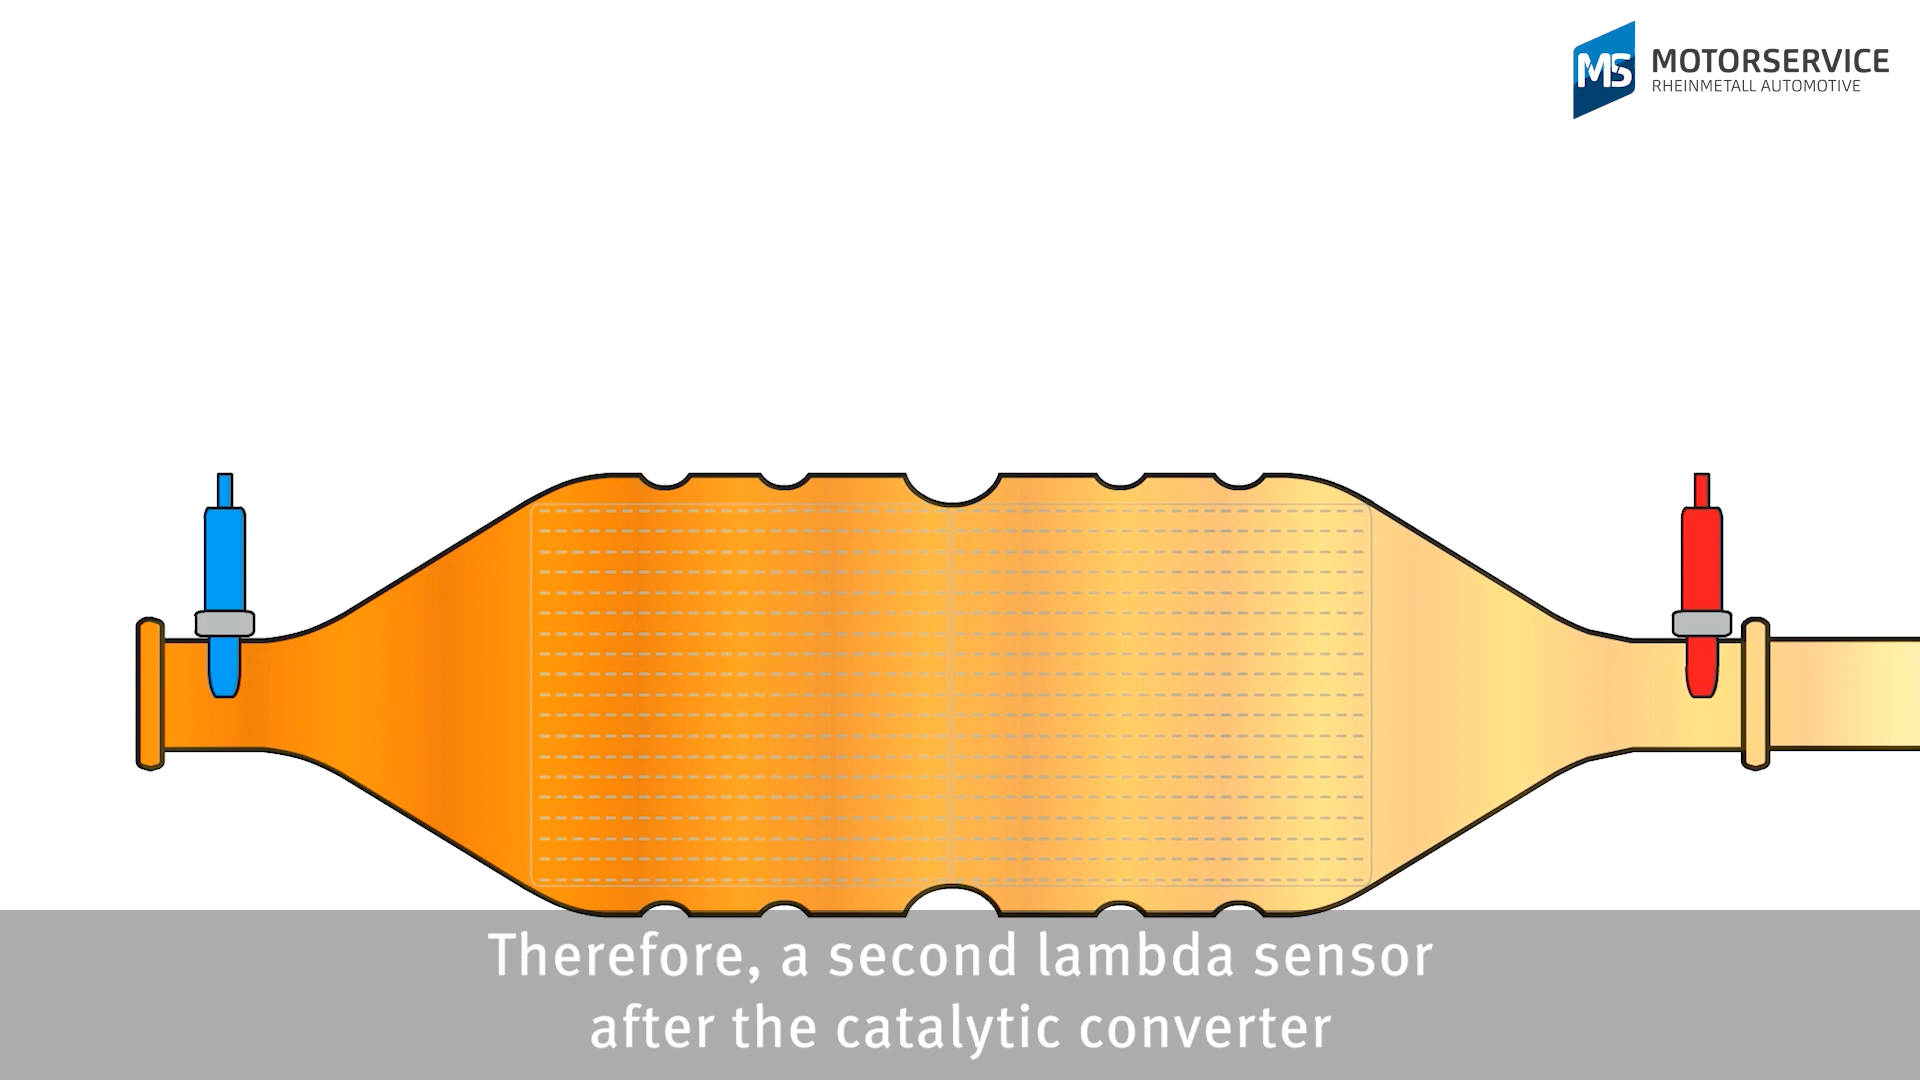 MS
MOTORSERVICE
RHEINMETALL AUTOMOTIVE
Therefore, a second lambda sensor
after the catalytic converter